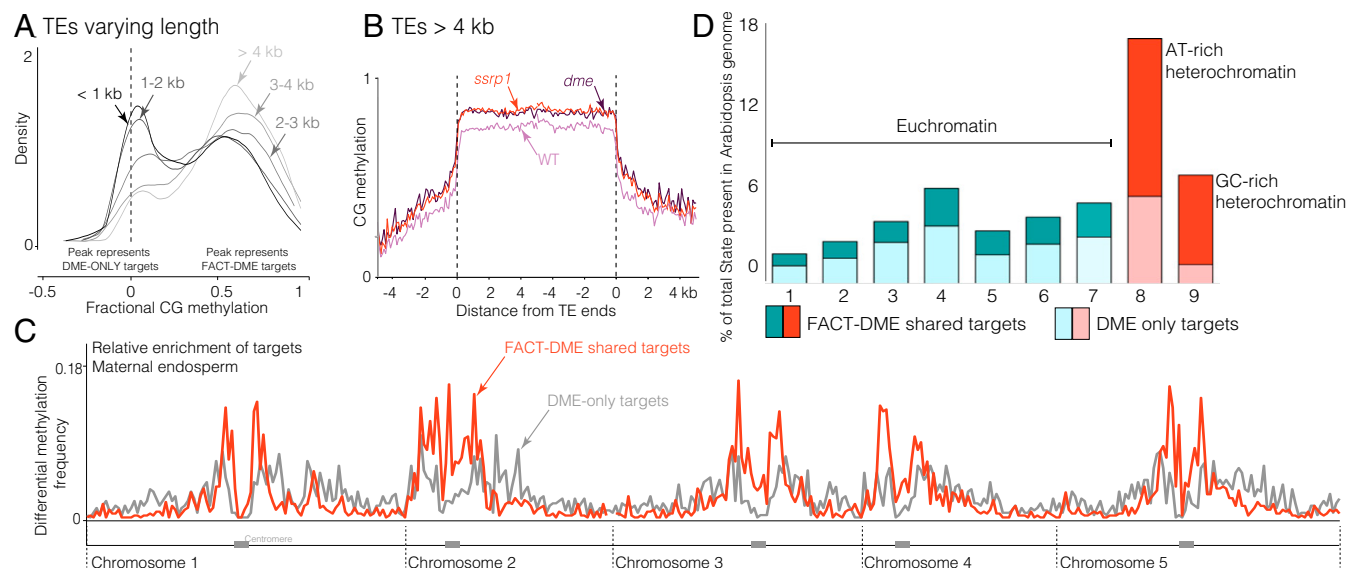 A TEs varying length
2
Density
0
< 1 kb
1-2 kb
> 4 kb
3-4 kb
2-3 kb
Peak represents
DME-ONLY targets
Peak represents
FACT-DME targets
-0.5 0 0.5 1
Fractional CG methylation
B TEs > 4 kb
1
CG methylation
0
ssrp1
dme
WT
-4 -2 0 2 4 -4 -2 0 2 4 kb
Distance from TE ends
D
% of total State present in Arabidopsis genome
18
12
6
0
Euchromatin
AT-rich
heterochromatin
GC-rich
heterochromatin
1 2 3 4 5 6 7 8 9
FACT-DME shared targets
DME only targets
C
Relative enrichment of targets
Maternal endosperm
Differential methylation
frequency
0.18
0
FACT-DME shared targets
DME-only targets
Centromere
Chromosome 1
Chromosome 2
Chromosome 3
Chromosome 4
Chromosome 5